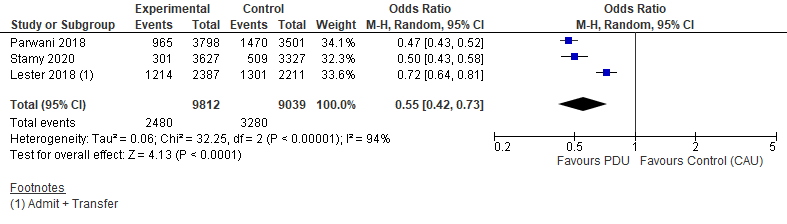 Experimental Control Odds Ratio Odds Ratio
Study or Subgroup Events Total Events Total Weight M-H, Random, 95% CI M-H, Random, 95% CI
Parwani 2018 965 3798 1470 3501 34.1% 0.47 [0.43, 0.52]
Stamy 2020 301 3627 509 3327 32.3% 0.50 [0.43, 0.58]
Lester 2018 (1) 1214 2387 1301 2211 33.6% 0.72 [0.64, 0.81]
Total (95% CI) 9812 9039 100.0% 0.55 [0.42, 0.73]
Total events 2480 3280
Heterogeneity: Tau² = 0.06; Chi² = 32.25, df = 2 (P < 0.00001); I² = 94%
Test for overall effect: Z = 4.13 (P < 0.0001)
0.2 0.5 1 2 5
Favours PDU Favours Control (CAU)
Footnotes
(1) Admit + Transfer